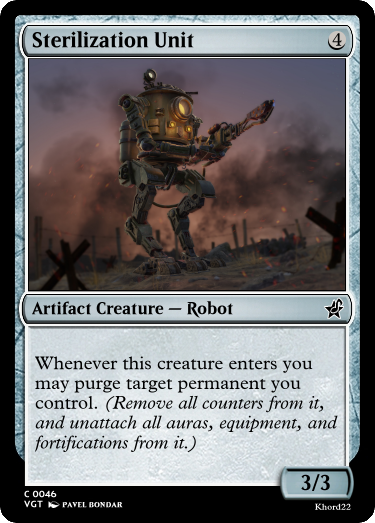 Sterilization Unit 4
Artifact Creature — Robot
Whenever this creature enters you
may purge target permanent you
control. (Remove all counters from it,
and unattach all auras, equipment, and
fortifications from it.)
3/3
C 0046
VGT PAVEL BONDAR
Khord22